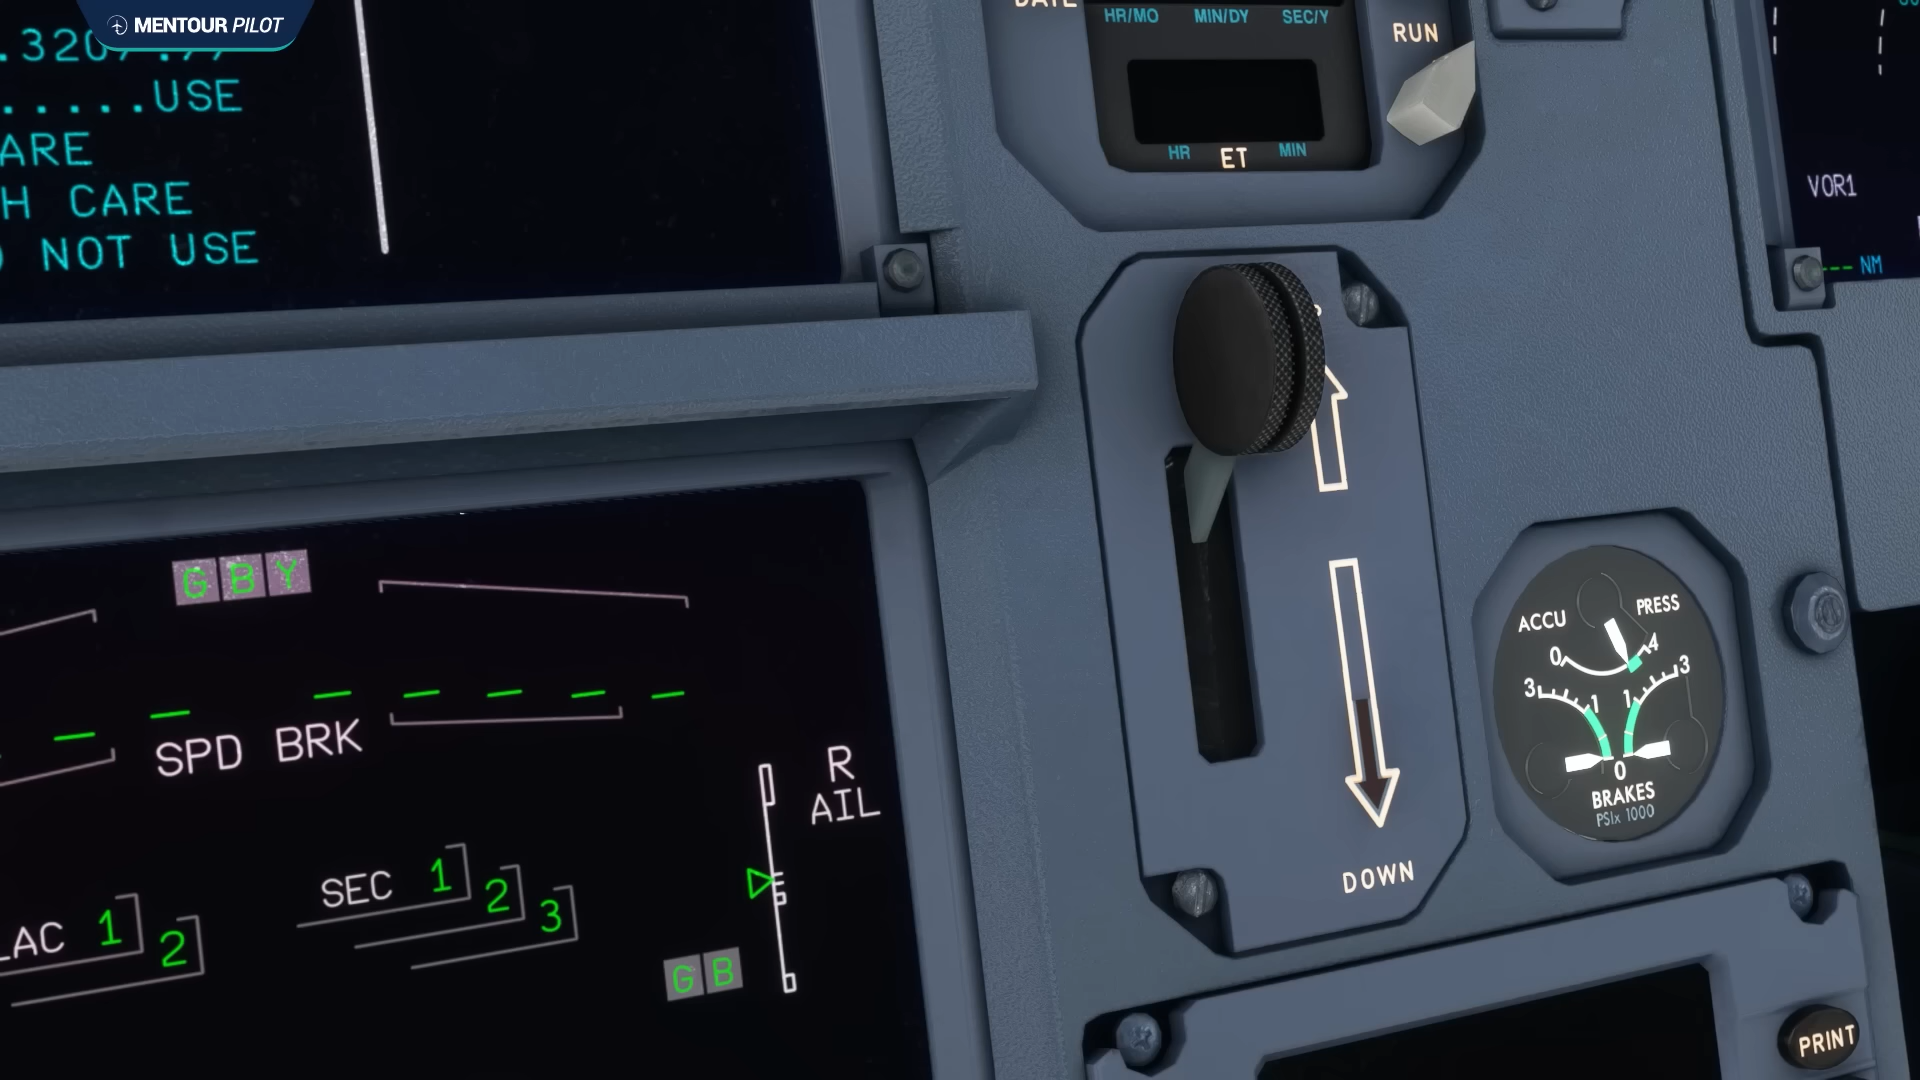 MENTOUR PILOT
.....USE
ARE
H CARE
NOT USE
HR/MO MIN/DY SEC/Y
RUN
HR ET MIN
VOR1
NM
G B Y
SPD BRK
R
AIL
SEC 1
2
3
LAC 1
2
G B
ACCU PRESS
0 4
3 1 1 3
0
BRAKES
PSIx 1000
DOWN
PRINT